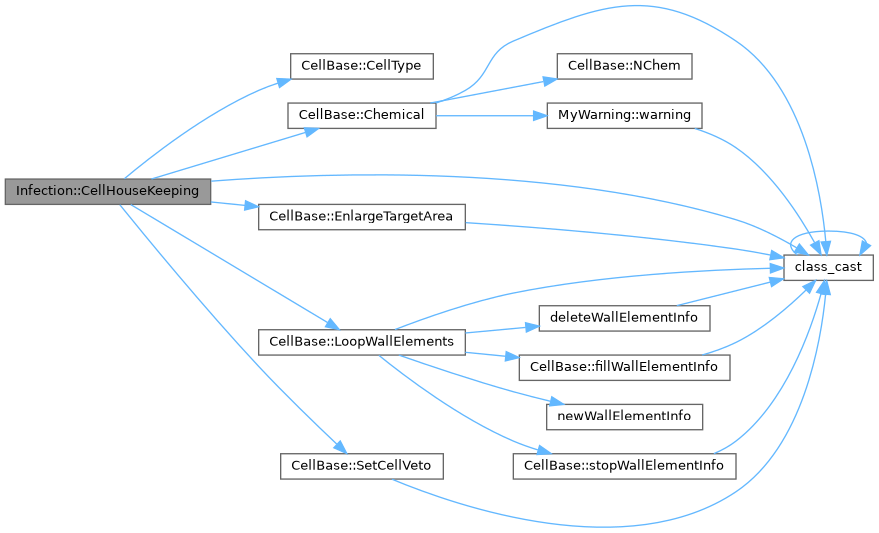 CellBase::CellType
CellBase::NChem
CellBase::Chemical
MyWarning::warning
Infection::CellHouseKeeping
CellBase::EnlargeTargetArea
class_cast
deleteWallElementInfo
CellBase::LoopWallElements
CellBase::fillWallElementInfo
newWallElementInfo
CellBase::SetCellVeto
CellBase::stopWallElementInfo